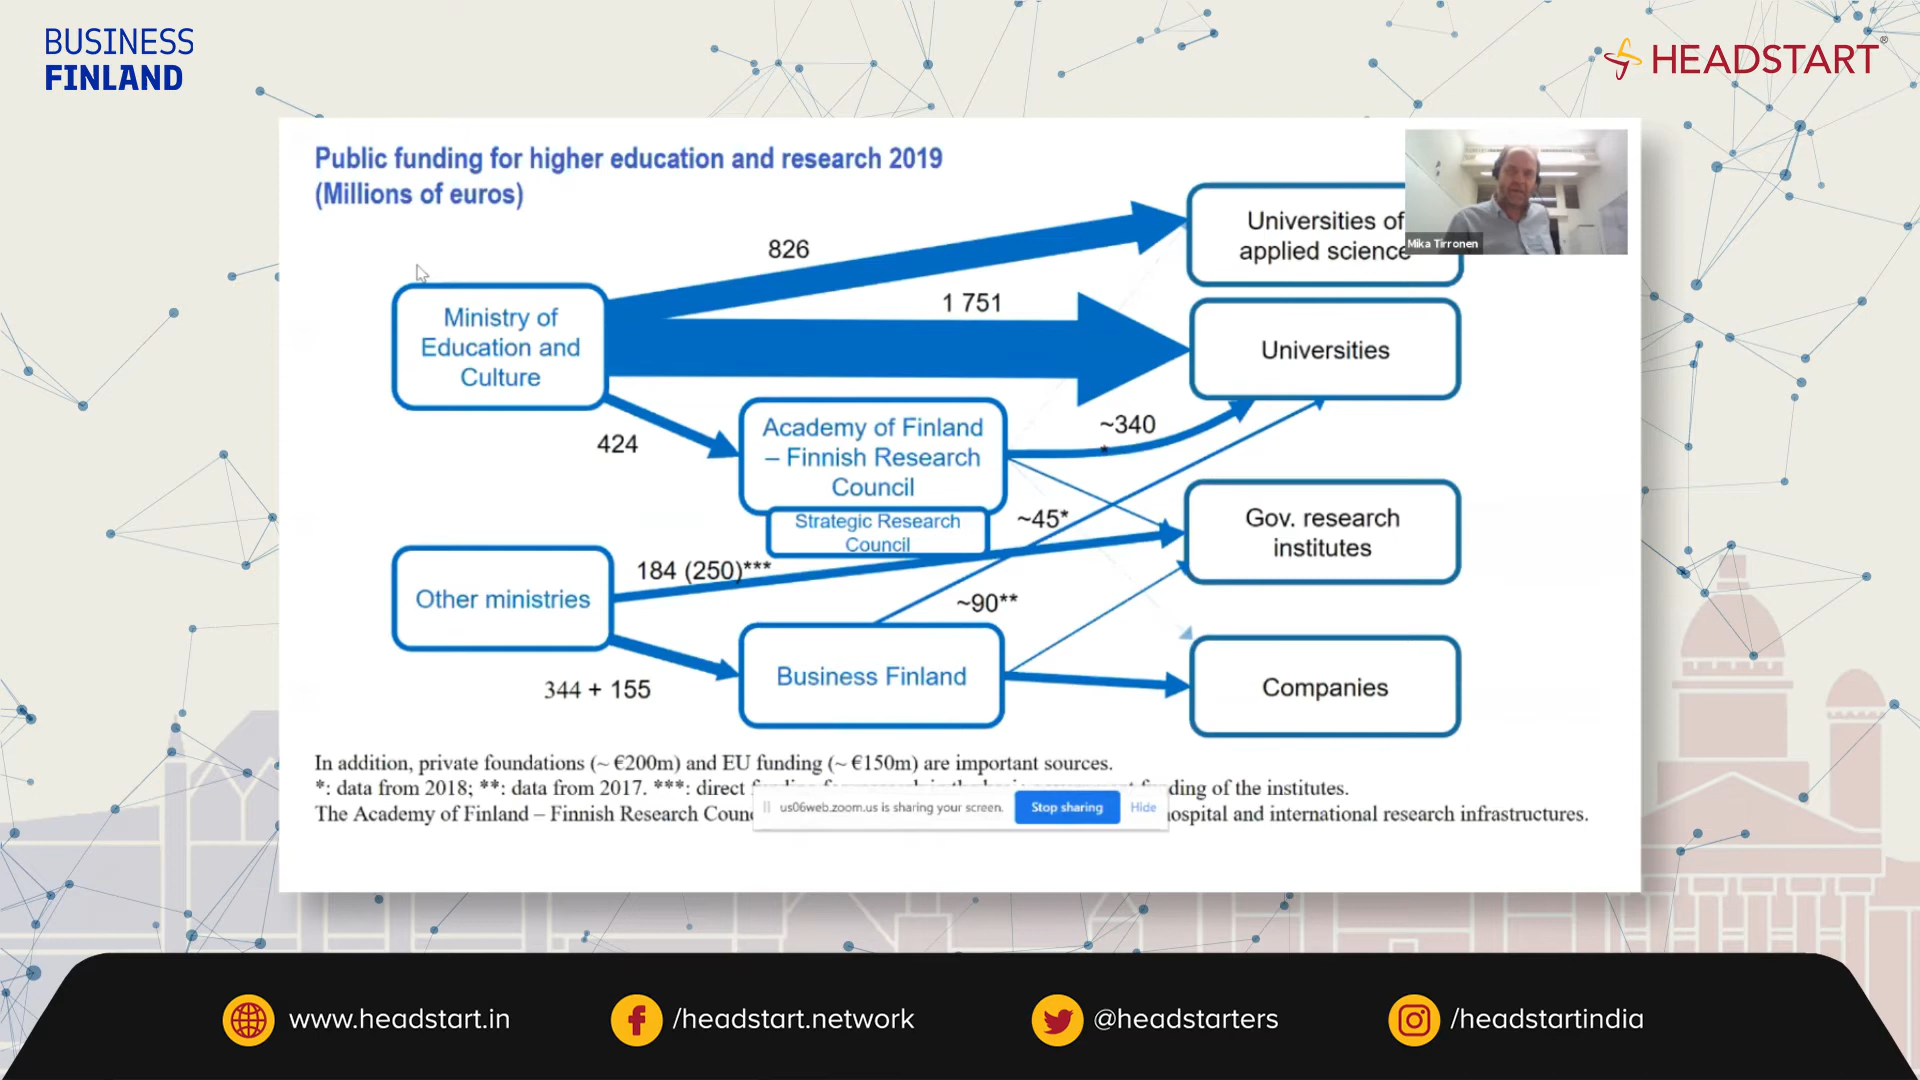 BUSINESS
FINLAND
HEADSTART®
Public funding for higher education and research 2019
(Millions of euros)
Mika Tirronen
Universities of
applied science
826
1 751
Ministry of
Education and
Culture
Universities
424
Academy of Finland
– Finnish Research
Council
~340
*
Strategic Research
Council
~45*
Gov. research
institutes
184 (250)***
Other ministries
~90**
344 + 155
Business Finland
Companies
In addition, private foundations (~ €200m) and EU funding (~ €150m) are important sources.
*: data from 2018; **: data from 2017. ***: direct funding of the institutes.
us06web.zoom.us is sharing your screen. Stop sharing Hide
The Academy of Finland – Finnish Research and international research infrastructures.
www.headstart.in
/headstart.network
@headstarters
/headstartindia